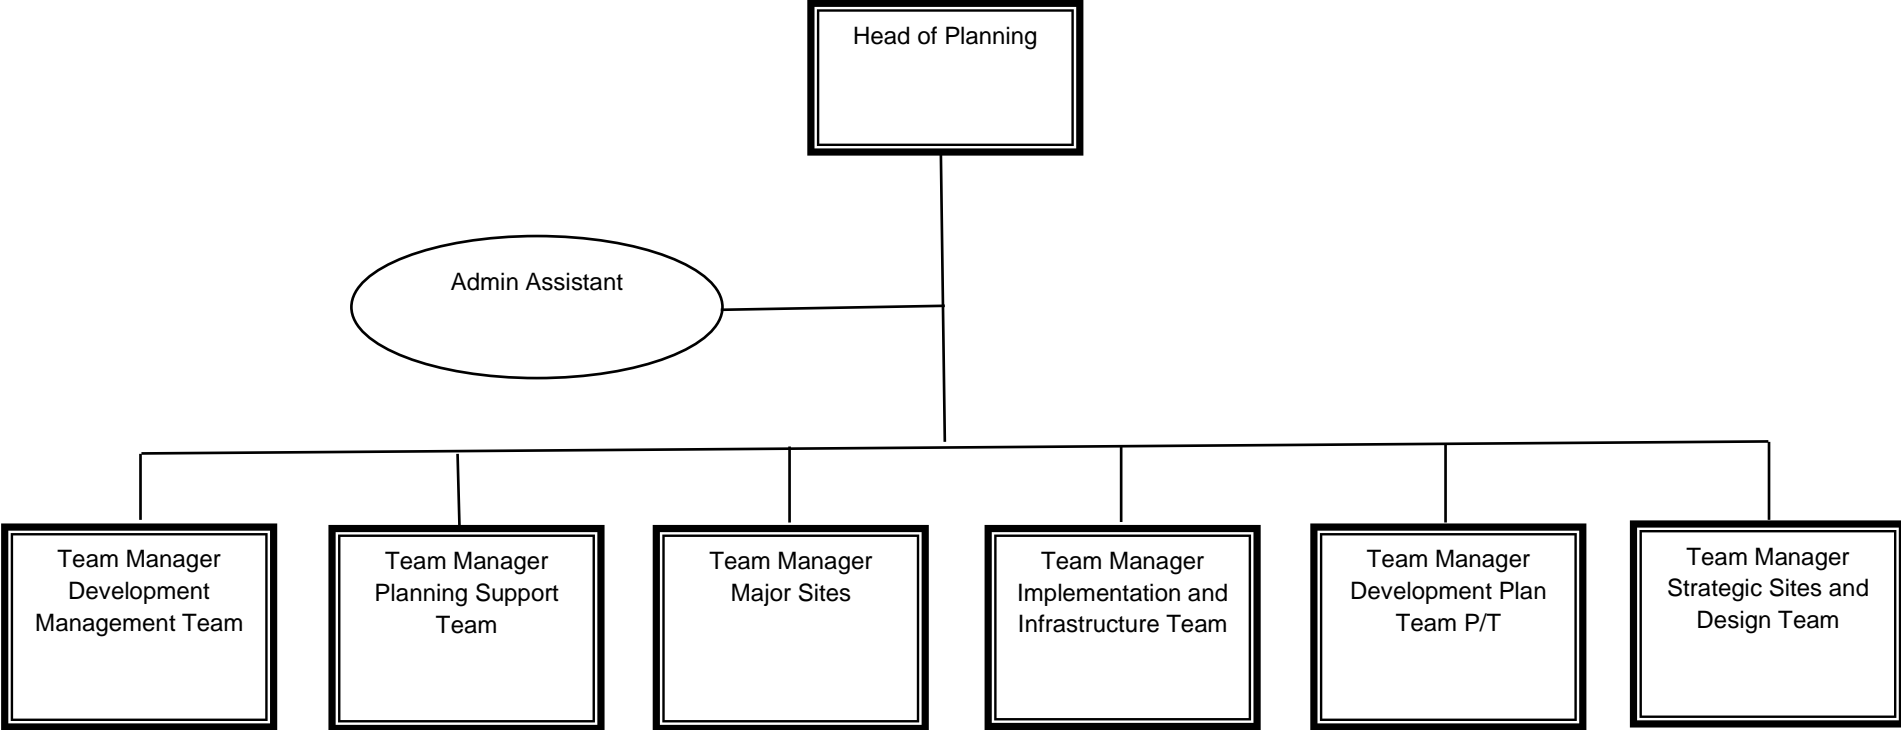 Head of Planning
Admin Assistant
Team Manager
Development
Management Team
Team Manager
Planning Support
Team
Team Manager
Major Sites
Team Manager
Implementation and
Infrastructure Team
Team Manager
Development Plan
Team P/T
Team Manager
Strategic Sites and
Design Team